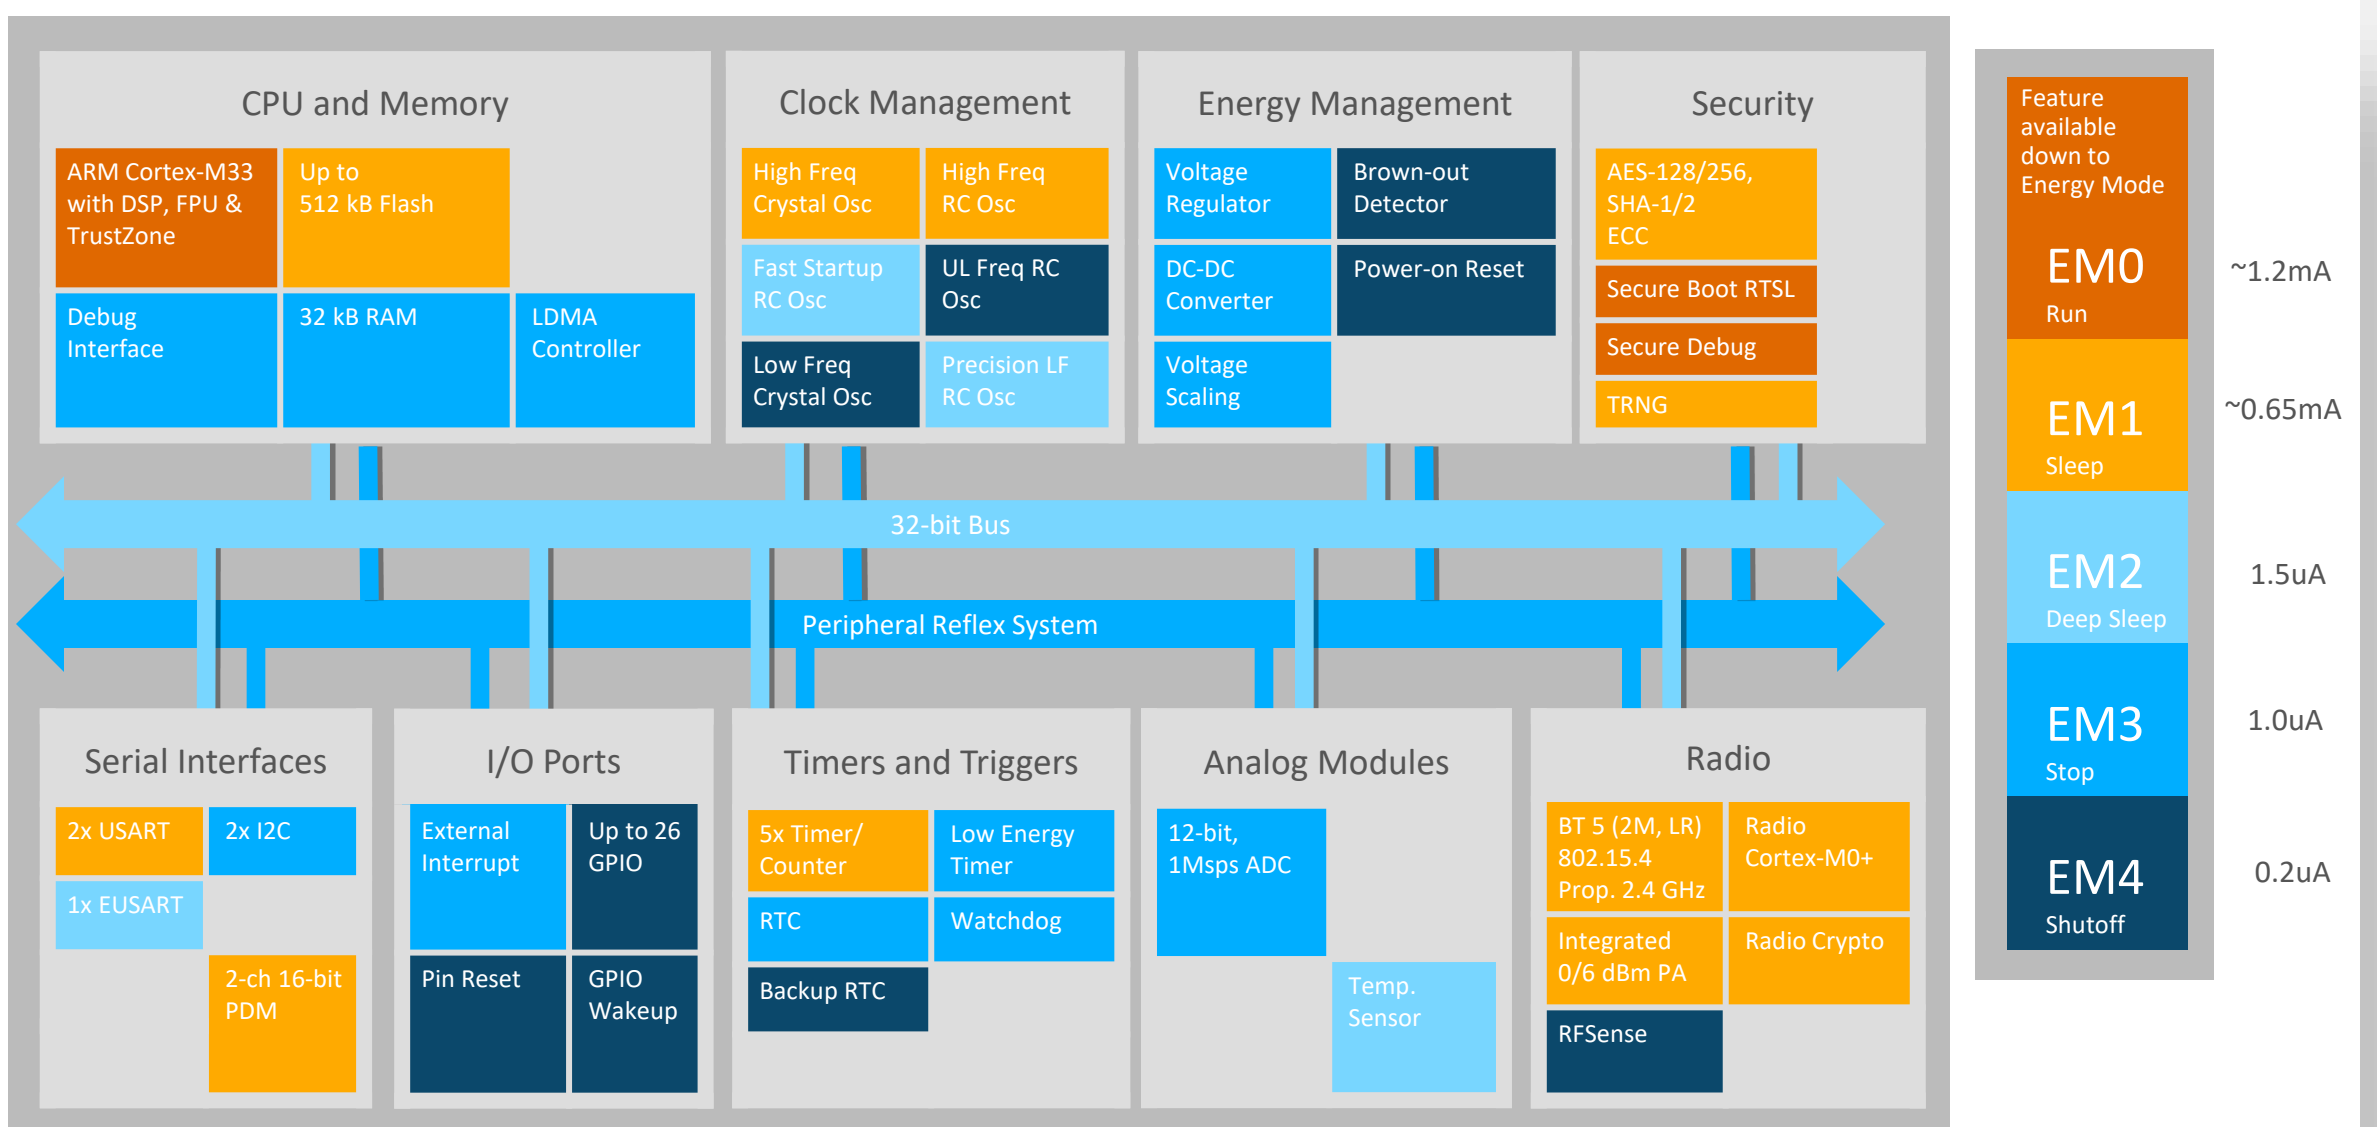 CPU and Memory
ARM Cortex-M33
with DSP, FPU &
TrustZone
Up to
512 kB Flash
Debug
Interface
32 kB RAM
LDMA
Controller
Clock Management
High Freq
Crystal Osc
High Freq
RC Osc
Fast Startup
RC Osc
UL Freq RC
Osc
Low Freq
Crystal Osc
Precision LF
RC Osc
Energy Management
Voltage
Regulator
Brown-out
Detector
DC-DC
Converter
Power-on Reset
Voltage
Scaling
Security
AES-128/256,
SHA-1/2
ECC
Secure Boot RTSL
Secure Debug
TRNG
32-bit Bus
Peripheral Reflex System
Serial Interfaces
2x USART
2x I2C
1x EUSART
2-ch 16-bit
PDM
I/O Ports
External
Interrupt
Up to 26
GPIO
Pin Reset
GPIO
Wakeup
Timers and Triggers
5x Timer/
Counter
Low Energy
Timer
RTC
Watchdog
Backup RTC
Analog Modules
12-bit,
1Msps ADC
Temp.
Sensor
Radio
BT 5 (2M, LR)
802.15.4
Prop. 2.4 GHz
Radio
Cortex-M0+
Integrated
0/6 dBm PA
Radio Crypto
RFSense
Feature
available
down to
Energy Mode
EM0
Run
~1.2mA
EM1
Sleep
~0.65mA
EM2
Deep Sleep
1.5uA
EM3
Stop
1.0uA
EM4
Shutoff
0.2uA